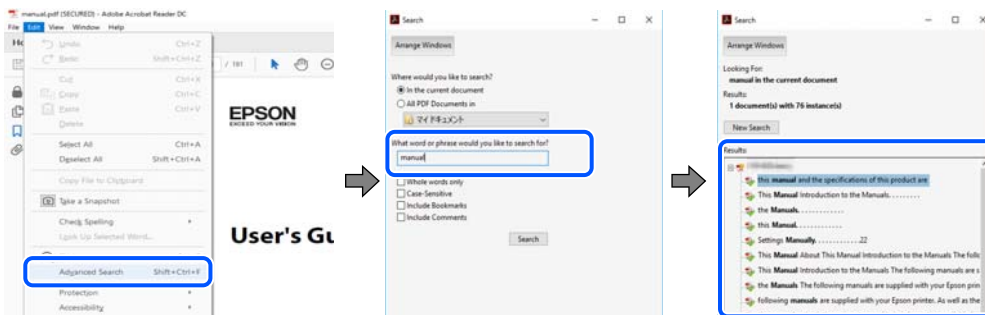 manual.pdf (SECURED) - Adobe Acrobat Reader DC
File Edit View Window Help
Undo Ctrl+Z
Redo Shift+Ctrl+Z
Cut Ctrl+X
Copy Ctrl+C
Paste Ctrl+V
Delete
Select All Ctrl+A
Deselect All Shift+Ctrl+A
Copy File to Clipboard
Take a Snapshot
Check Spelling
Look Up Selected Word...
Advanced Search Shift+Ctrl+F
Protection
Accessibility
/ 181
EPSON
EXCEED YOUR VISION
User's Gu
Search
Arrange Windows
Where would you like to search?
In the current document
All PDF Documents in
マイ ドキュメント
What word or phrase would you like to search for?
manual
Whole words only
Case-Sensitive
Include Bookmarks
Include Comments
Search
Search
Arrange Windows
Looking For:
manual in the current document
Results:
1 document(s) with 76 instance(s)
New Search
Results:
this manual and the specifications of this product are
This Manual Introduction to the Manuals. . . . . . . . .
the Manuals. . . . . . . . . . . . .
this Manual. . . . . . . . . . . . .
Settings Manually. . . . . . . . . . . . .22
This Manual About This Manual Introduction to the Manuals The follo
This Manual Introduction to the Manuals The following manuals are s
the Manuals The following manuals are supplied with your Epson prin
following manuals are supplied with your Epson printer. As well as the